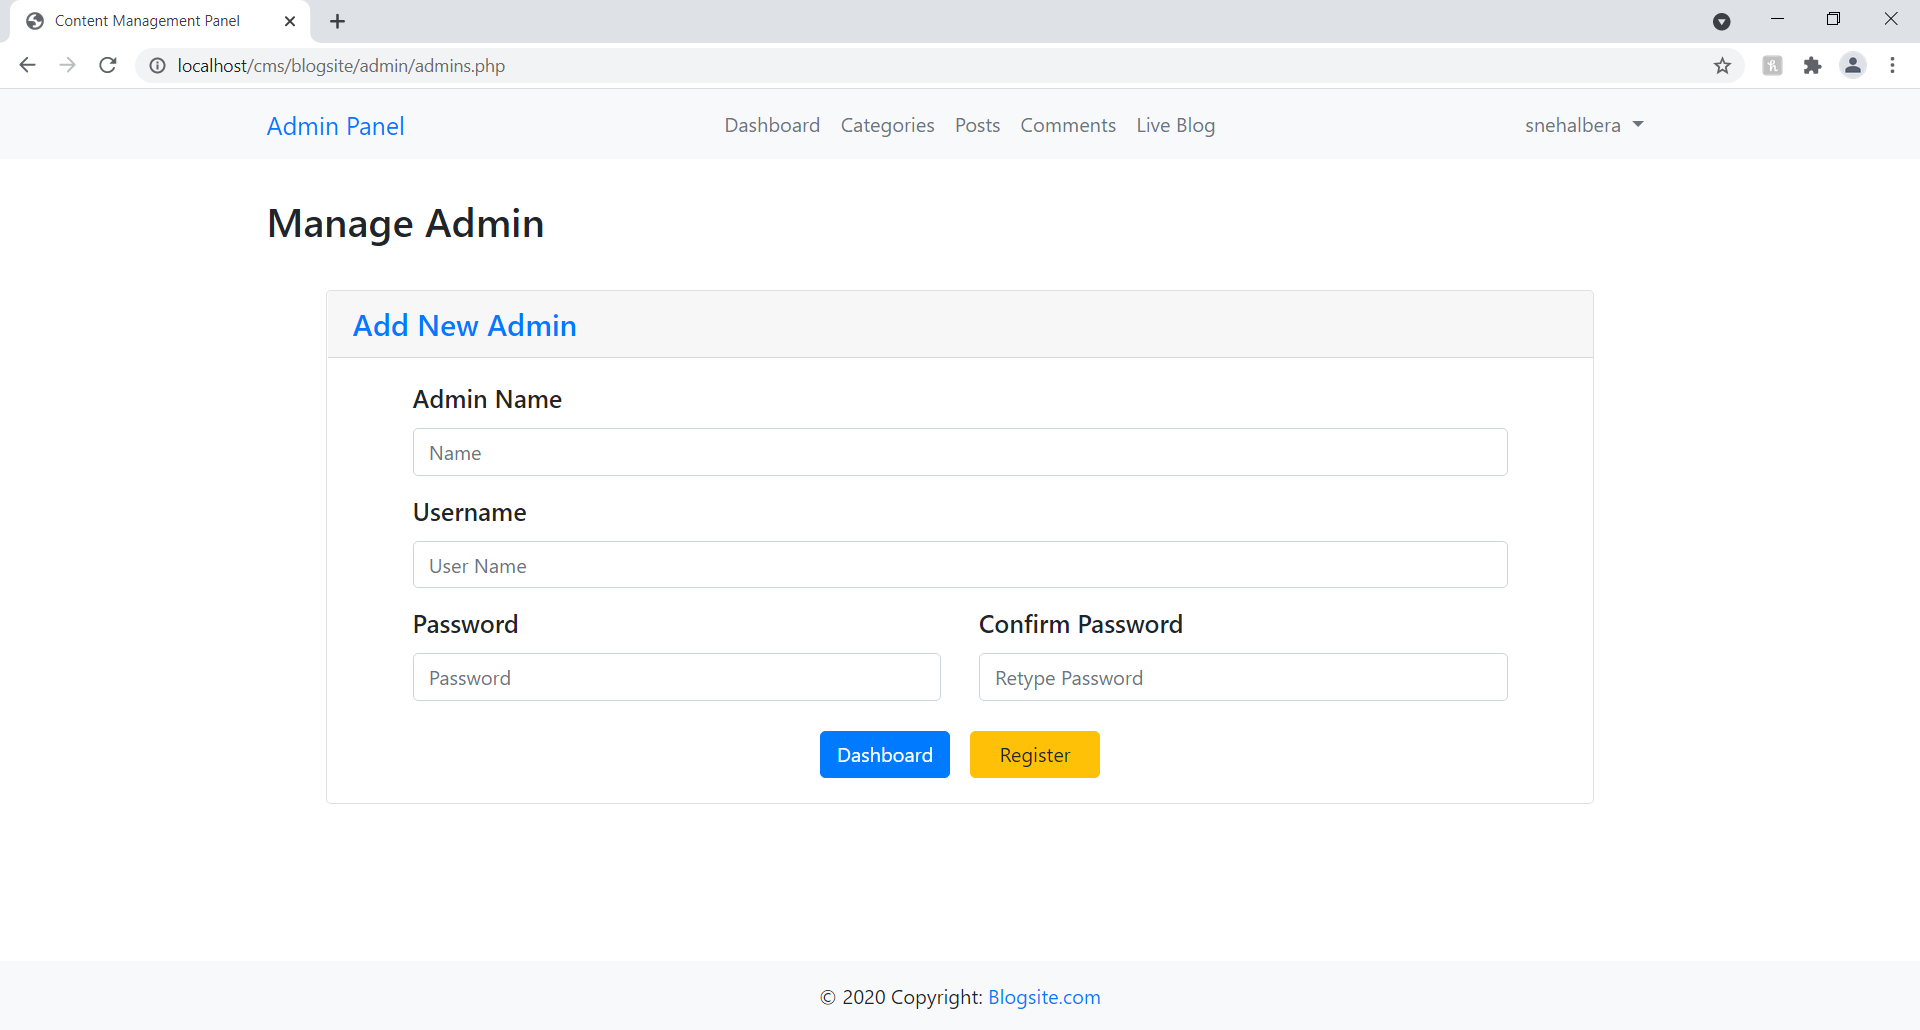 Content Management Panel
localhost/cms/blogsite/admin/admins.php
Admin Panel Dashboard Categories Posts Comments Live Blog snehalbera
Manage Admin
Add New Admin
Admin Name
Name
Username
User Name
Password Confirm Password
Password Retype Password
Dashboard Register
© 2020 Copyright: Blogsite.com